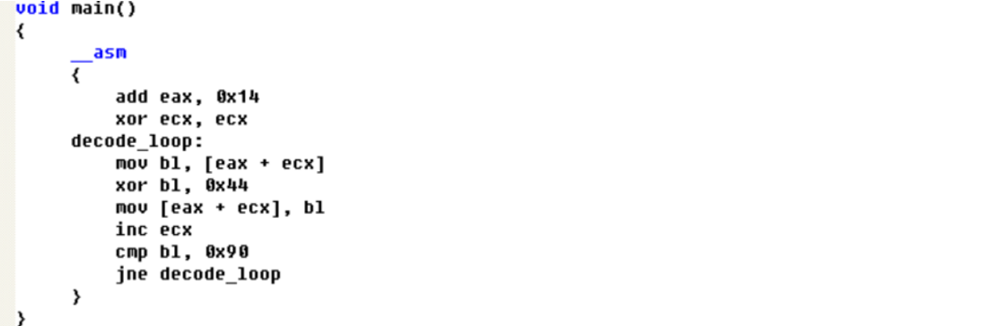 void main()
{
__asm
{
add eax, 0x14
xor ecx, ecx
decode_loop:
mov bl, [eax + ecx]
xor bl, 0x44
mov [eax + ecx], bl
inc ecx
cmp bl, 0x90
jne decode_loop
}
}